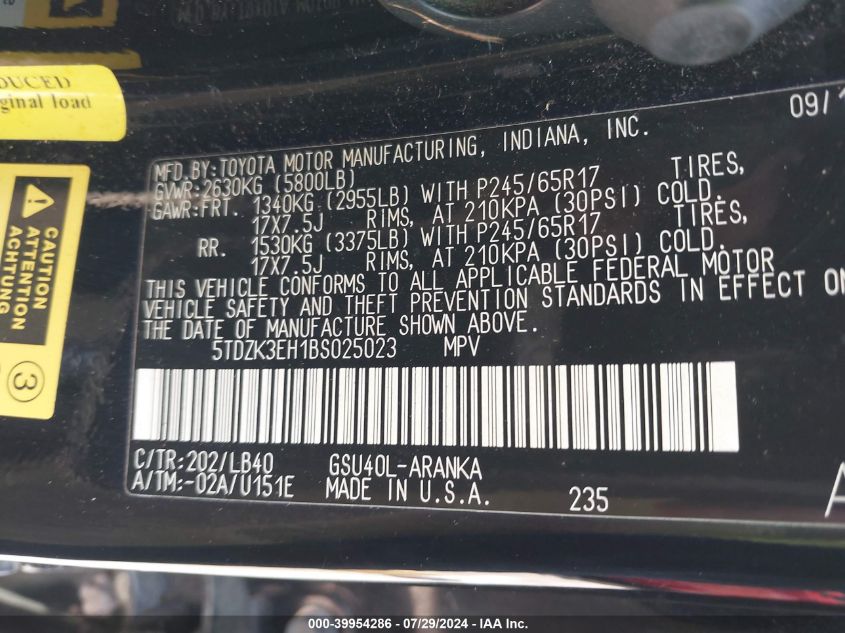 DUCED
ginal load
CAUTION
ATTENTION
ACHTUNG
3
09/1
MFD.BY:TOYOTA MOTOR MANUFACTURING, INDIANA, INC.
GVWR:2630KG (5800LB)
GAWR:FRT. 1340KG (2955LB) WITH P245/65R17 TIRES,
17X7.5J RIMS, AT 210KPA (30PSI) COLD.
RR. 1530KG (3375LB) WITH P245/65R17 TIRES,
17X7.5J RIMS, AT 210KPA (30PSI) COLD.
THIS VEHICLE CONFORMS TO ALL APPLICABLE FEDERAL MOTOR
VEHICLE SAFETY AND THEFT PREVENTION STANDARDS IN EFFECT ON
THE DATE OF MANUFACTURE SHOWN ABOVE.
5TDZK3EH1BS025023 MPV
C/TR:202/LB40 GSU40L-ARANKA
A/TM:-02A/U151E MADE IN U.S.A. 235
A
000-39954286 - 07/29/2024 - IAA Inc.